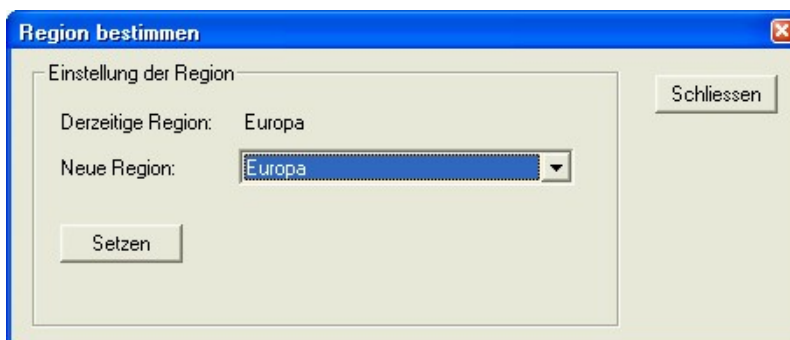 Region bestimmen
Einstellung der Region
Schliessen
Derzeitige Region: Europa
Neue Region: Europa
Setzen